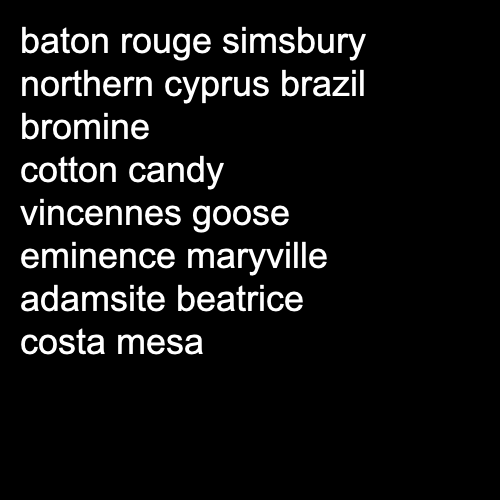 baton rouge simsbury
northern cyprus brazil
bromine
cotton candy
vincennes goose
eminence maryville
adamsite beatrice
costa mesa